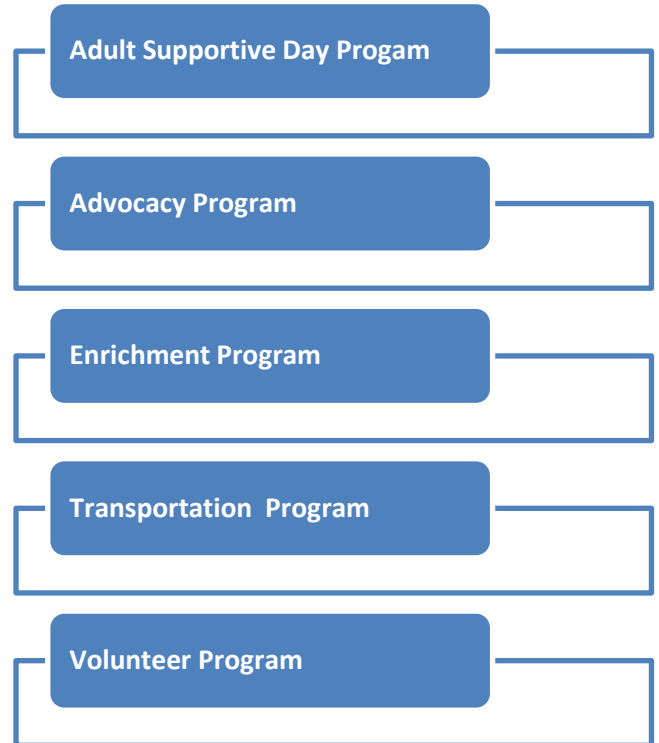 Adult Supportive Day Progam
Advocacy Program
Enrichment Program
Transportation  Program
Volunteer Program